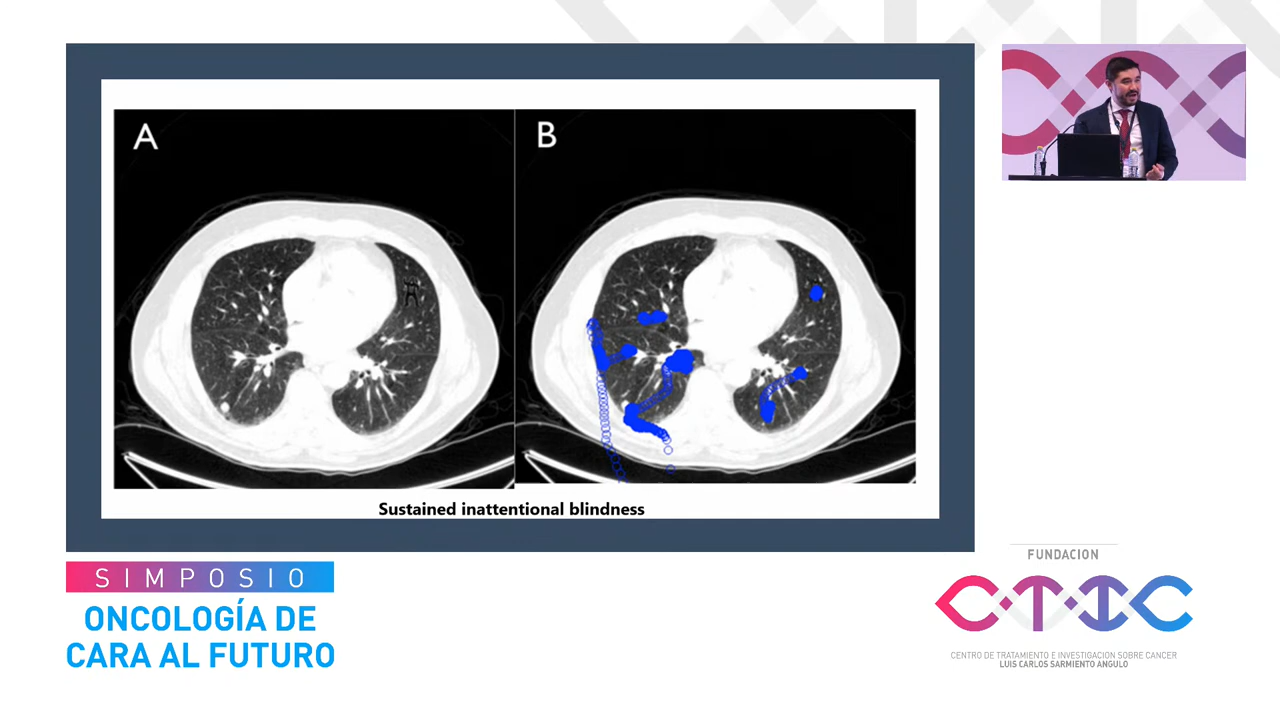 A
B
Sustained inattentional blindness
SIMPOSIO
ONCOLOGÍA DE
CARA AL FUTURO
FUNDACION
CTIC
CENTRO DE TRATAMIENTO E INVESTIGACION SOBRE CANCER
LUIS CARLOS SARMIENTO ANGULO